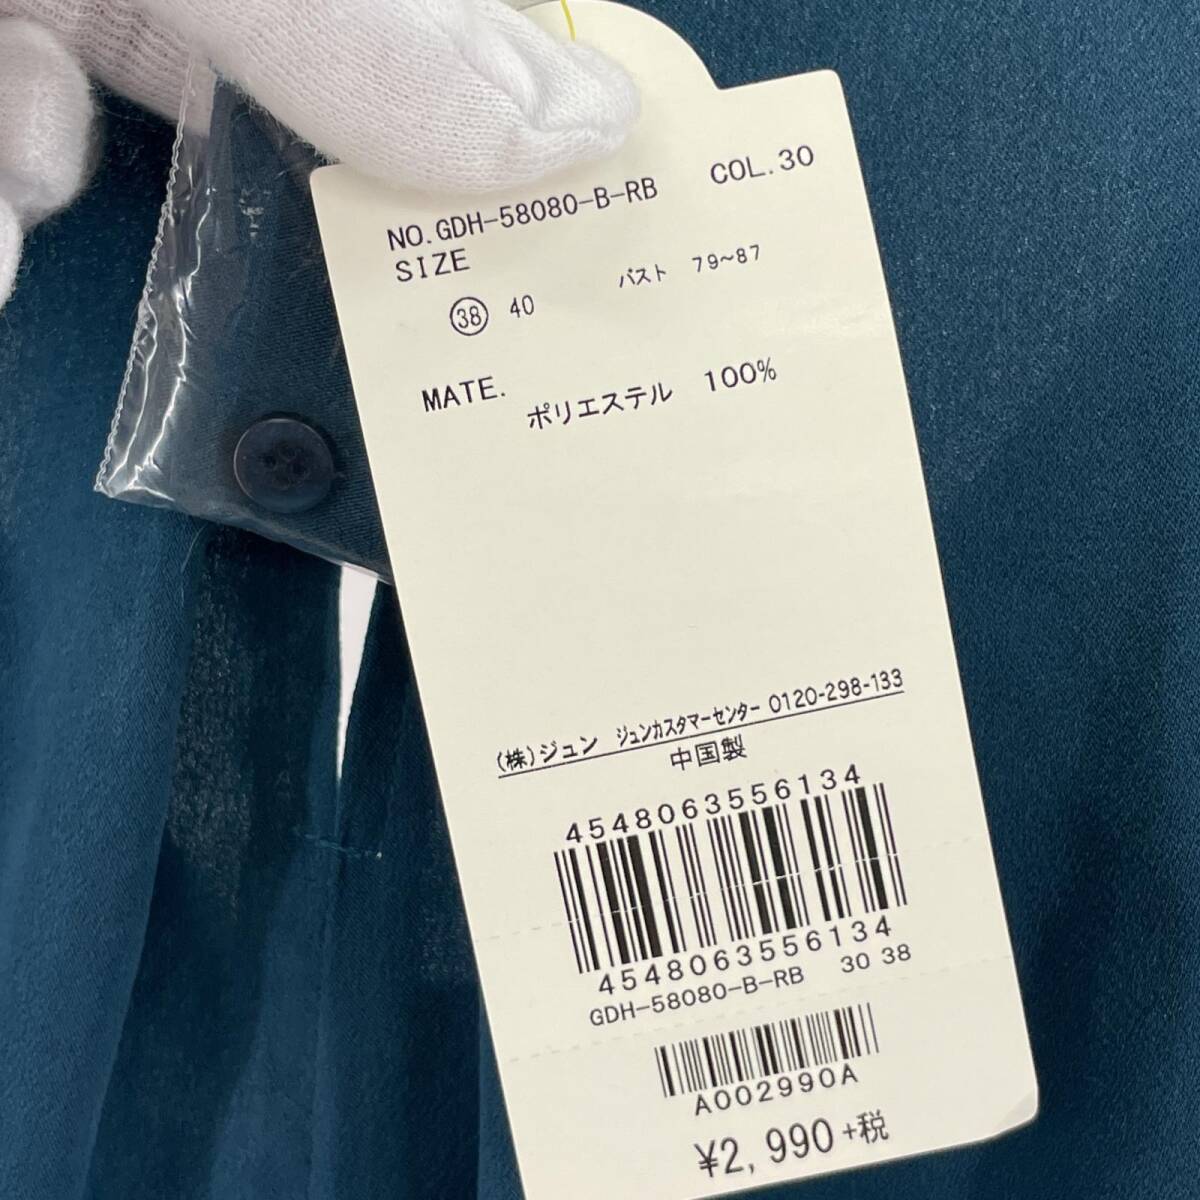 NO.GDH-58080-B-RB COL.30
SIZE
38 40 バスト 79~87
MATE. ポリエステル 100%
(株)ジュン ジュンカスタマーセンター 0120-298-133
中国製
4548063556134
4548063556134
GDH-58080-B-RB 30 38
A002990A
¥2,990+税